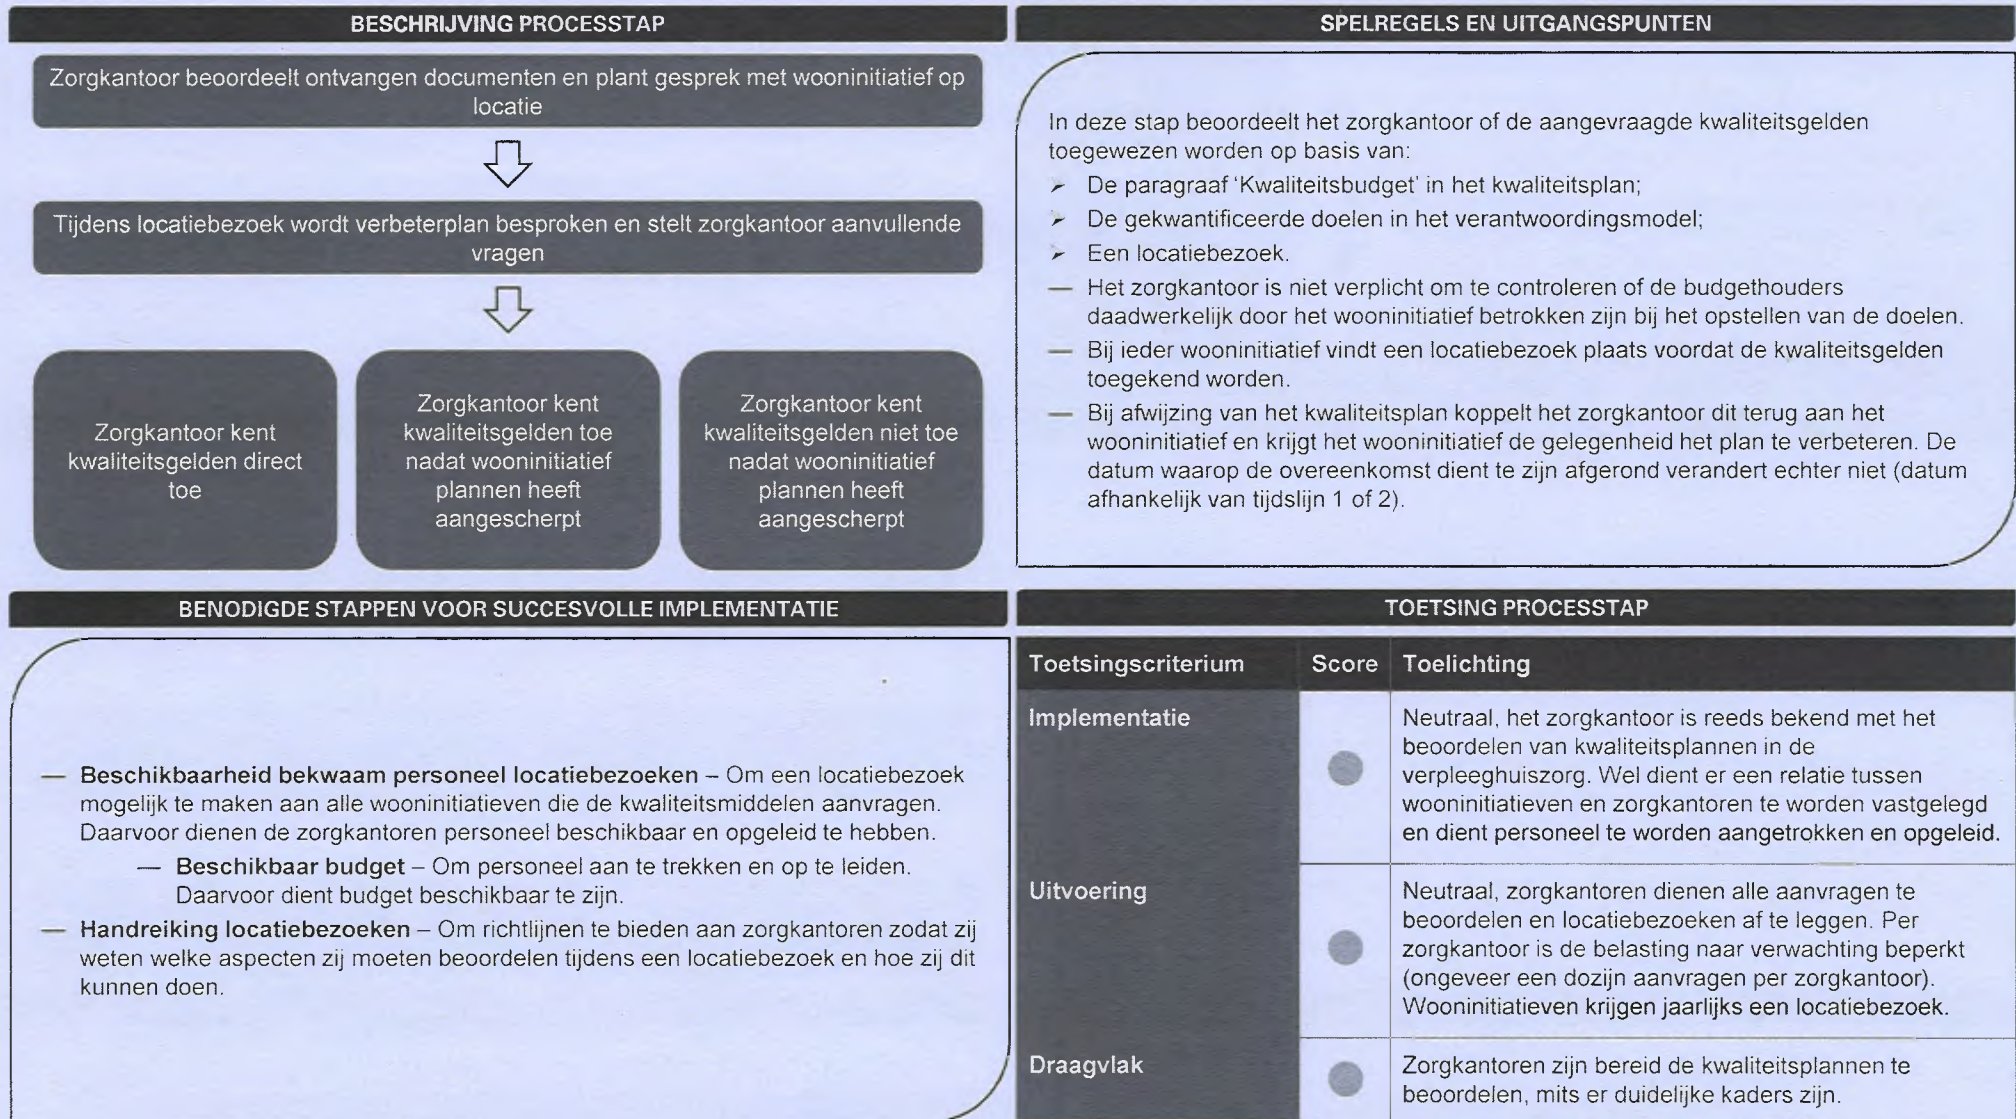 BESCHRIJVING PROCESSTAP
Zorgkantoor beoordeelt ontvangen documenten en plant gesprek met wooninitiatief op
locatie
Tijdens locatiebezoek wordt verbeterplan besproken en stelt zorgkantoor aanvullende
vragen
Zorgkantoor kent
kwaliteitsgelden direct
toe
Zorgkantoor kent
kwaliteitsgelden toe
nadat wooninitiatief
plannen heeft
aangescherpt
Zorgkantoor kent
kwaliteitsgelden niet toe
nadat wooninitiatief
plannen heeft
aangescherpt
SPELREGELS EN UITGANGSPUNTEN
In deze stap beoordeelt het zorgkantoor of de aangevraagde kwaliteitsgelden
toegewezen worden op basis van:
➢ De paragraaf 'Kwaliteitsbudget' in het kwaliteitsplan;
➢ De gekwantificeerde doelen in het verantwoordingsmodel;
➢ Een locatiebezoek.
— Het zorgkantoor is niet verplicht om te controleren of de budgethouders
daadwerkelijk door het wooninitiatief betrokken zijn bij het opstellen van de doelen.
— Bij ieder wooninitiatief vindt een locatiebezoek plaats voordat de kwaliteitsgelden
toegekend worden.
— Bij afwijzing van het kwaliteitsplan koppelt het zorgkantoor dit terug aan het
wooninitiatief en krijgt het wooninitiatief de gelegenheid het plan te verbeteren. De
datum waarop de overeenkomst dient te zijn afgerond verandert echter niet (datum
afhankelijk van tijdslijn 1 of 2).
BENODIGDE STAPPEN VOOR SUCCESVOLLE IMPLEMENTATIE
— Beschikbaarheid bekwaam personeel locatiebezoeken – Om een locatiebezoek
mogelijk te maken aan alle wooninitiatieven die de kwaliteitsmiddelen aanvragen.
Daarvoor dienen de zorgkantoren personeel beschikbaar en opgeleid te hebben.
— Beschikbaar budget – Om personeel aan te trekken en op te leiden.
Daarvoor dient budget beschikbaar te zijn.
— Handreiking locatiebezoeken – Om richtlijnen te bieden aan zorgkantoren zodat zij
weten welke aspecten zij moeten beoordelen tijdens een locatiebezoek en hoe zij dit
kunnen doen.
TOETSING PROCESSTAP
Toetsingscriterium Score Toelichting
Implementatie
Neutraal, het zorgkantoor is reeds bekend met het
beoordelen van kwaliteitsplannen in de
verpleeghuiszorg. Wel dient er een relatie tussen
wooninitiatieven en zorgkantoren te worden vastgelegd
en dient personeel te worden aangetrokken en opgeleid.
Uitvoering
Neutraal, zorgkantoren dienen alle aanvragen te
beoordelen en locatiebezoeken af te leggen. Per
zorgkantoor is de belasting naar verwachting beperkt
(ongeveer een dozijn aanvragen per zorgkantoor).
Wooninitiatieven krijgen jaarlijks een locatiebezoek.
Draagvlak
Zorgkantoren zijn bereid de kwaliteitsplannen te
beoordelen, mits er duidelijke kaders zijn.